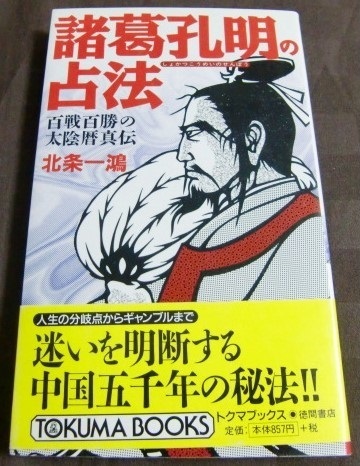 諸葛孔明の
しょかつこうめいのせんぽう
占法
百戦百勝の
太陰暦真伝
北条一鴻
人生の分岐点からギャンブルまで
迷いを明断する
中国五千年の秘法!!
TOKUMA BOOKS
トクマブックス●徳間書店
定価：本体857円+税